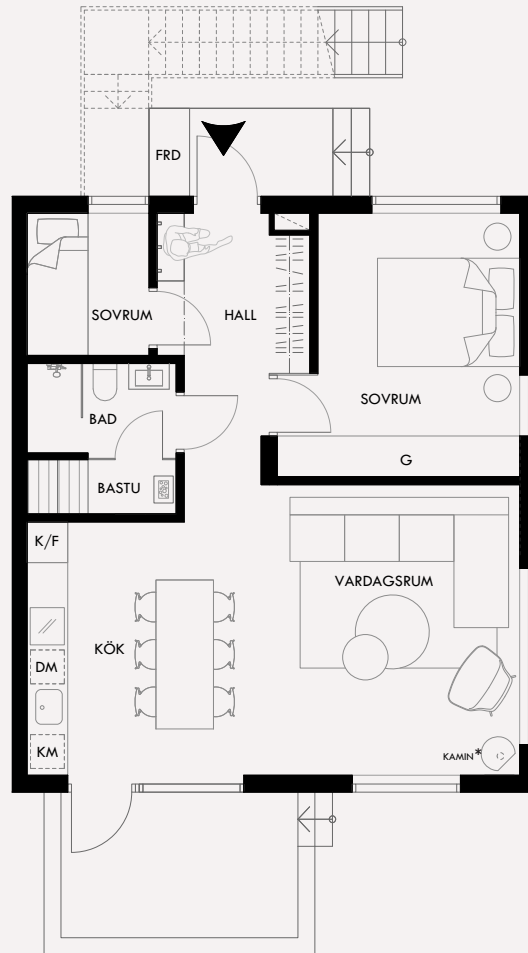 FRD
SOVRUM
HALL
SOVRUM
BAD
G
BASTU
K/F
VARDAGSRUM
KÖK
DM
KM
KAMIN*